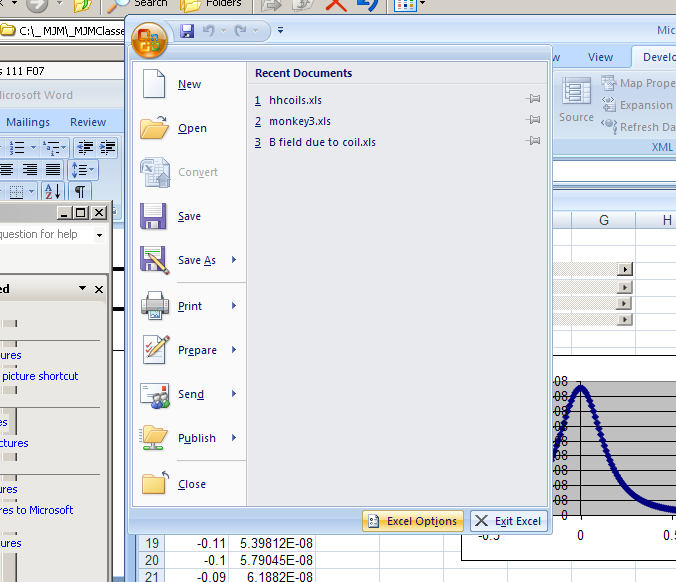 Search
Folders
C:\_ MJM\_MJMClasse
s 111 F07
icrosoft Word
Mailings
Review
question for help
ed
ures
picture shortcut
es
ctures
ures
res to Microsoft
ures
Mic
w
View
Develo
Source
Map Prope
Expansion
Refresh Da
XML
New
Open
Convert
Save
Save As
Print
Prepare
Send
Publish
Close
Recent Documents
1 hhcoils.xls
2 monkey3.xls
3 B field due to coil.xls
Excel Options
Exit Excel
G
H
08
08
08
08
08
08
08
08
08
0
-0.5
0
0.5
19
-0.11
5.39812E-08
20
-0.1
5.79045E-08
21
-0.09
6.1882E-08